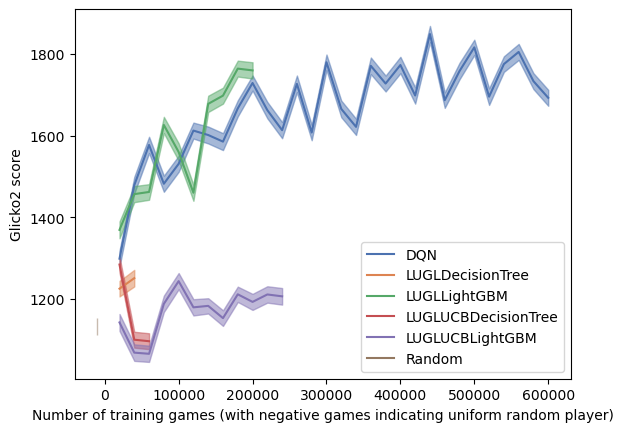 1800
1600
1400
1200
Glicko2 score
0
100000
200000
300000
400000
500000
600000
Number of training games (with negative games indicating uniform random player)
DQN
LUGLDecisionTree
LUGLLightGBM
LUGLUCBDecisionTree
LUGLUCBLightGBM
Random